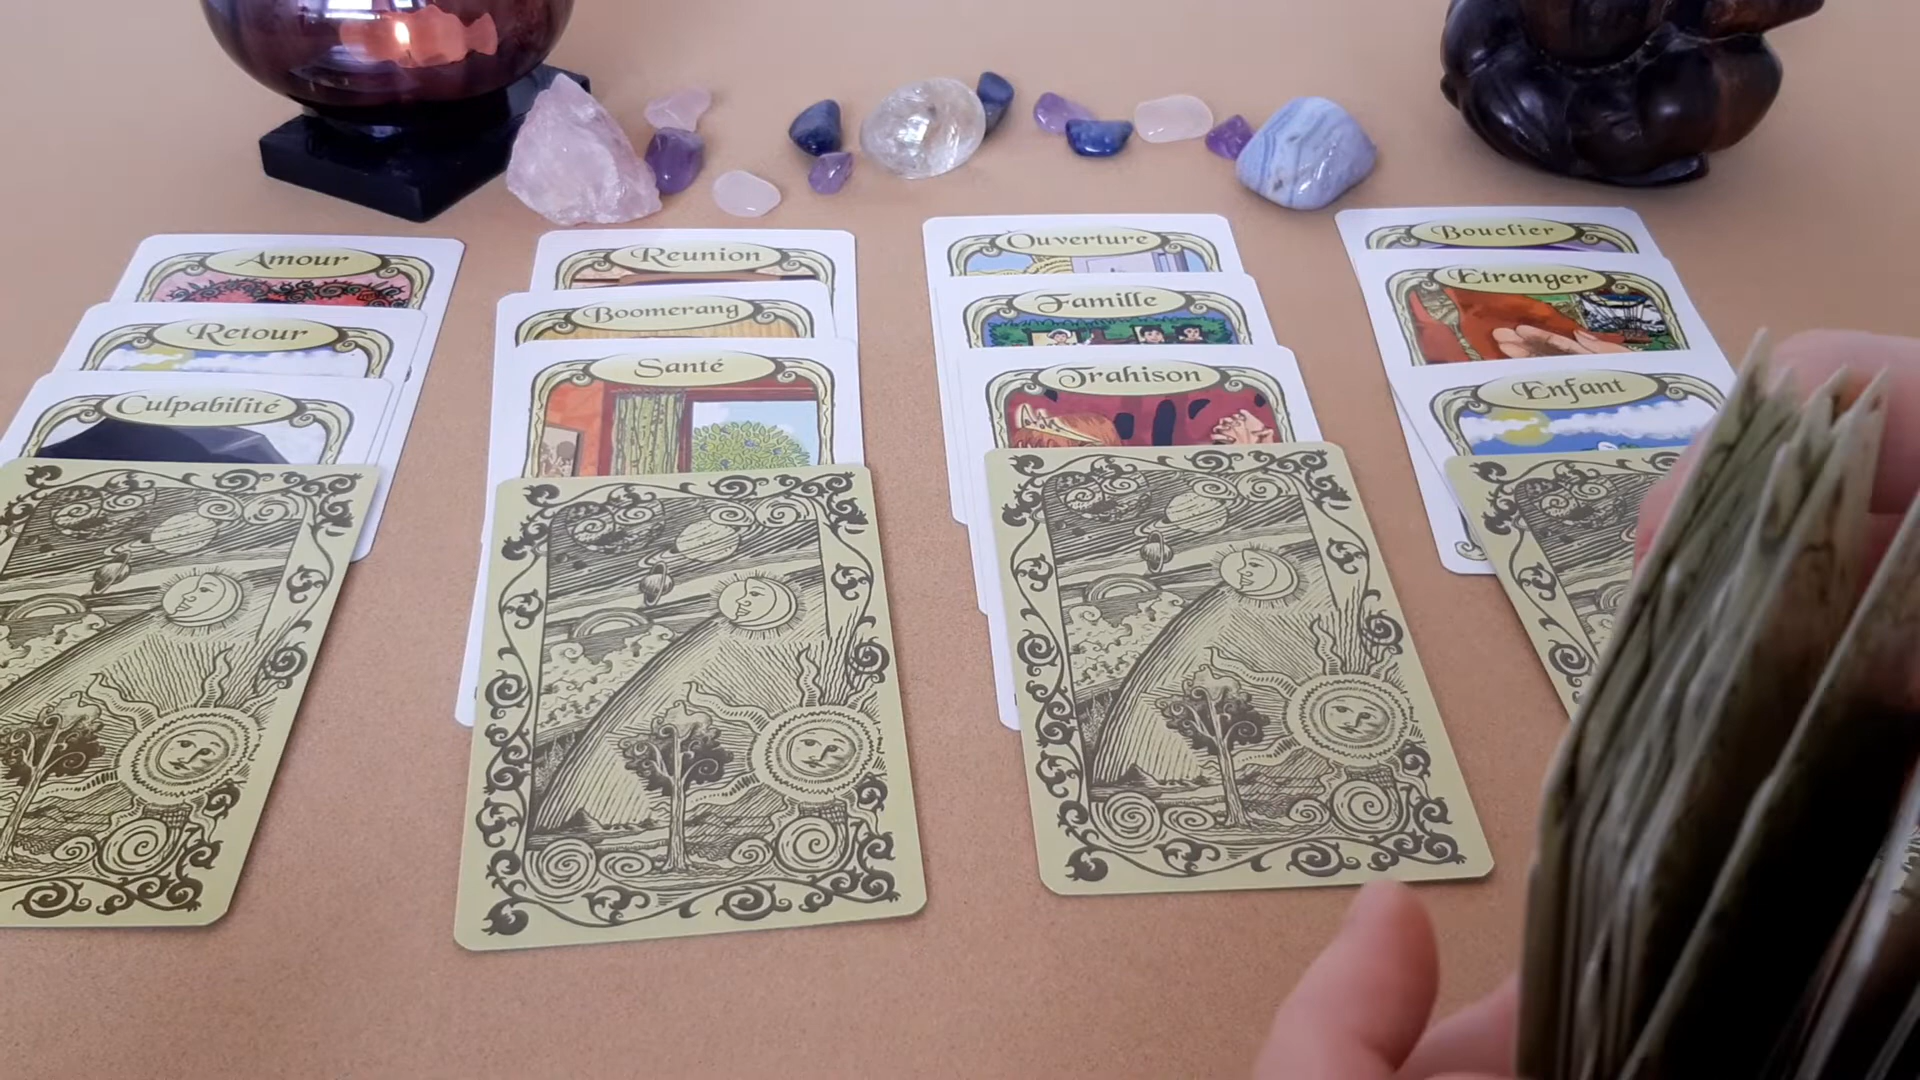 Amour
Retour
Culpabilité
Reunion
Boomerang
Santé
Ouverture
Famille
Trahison
Bouclier
Etranger
Enfant